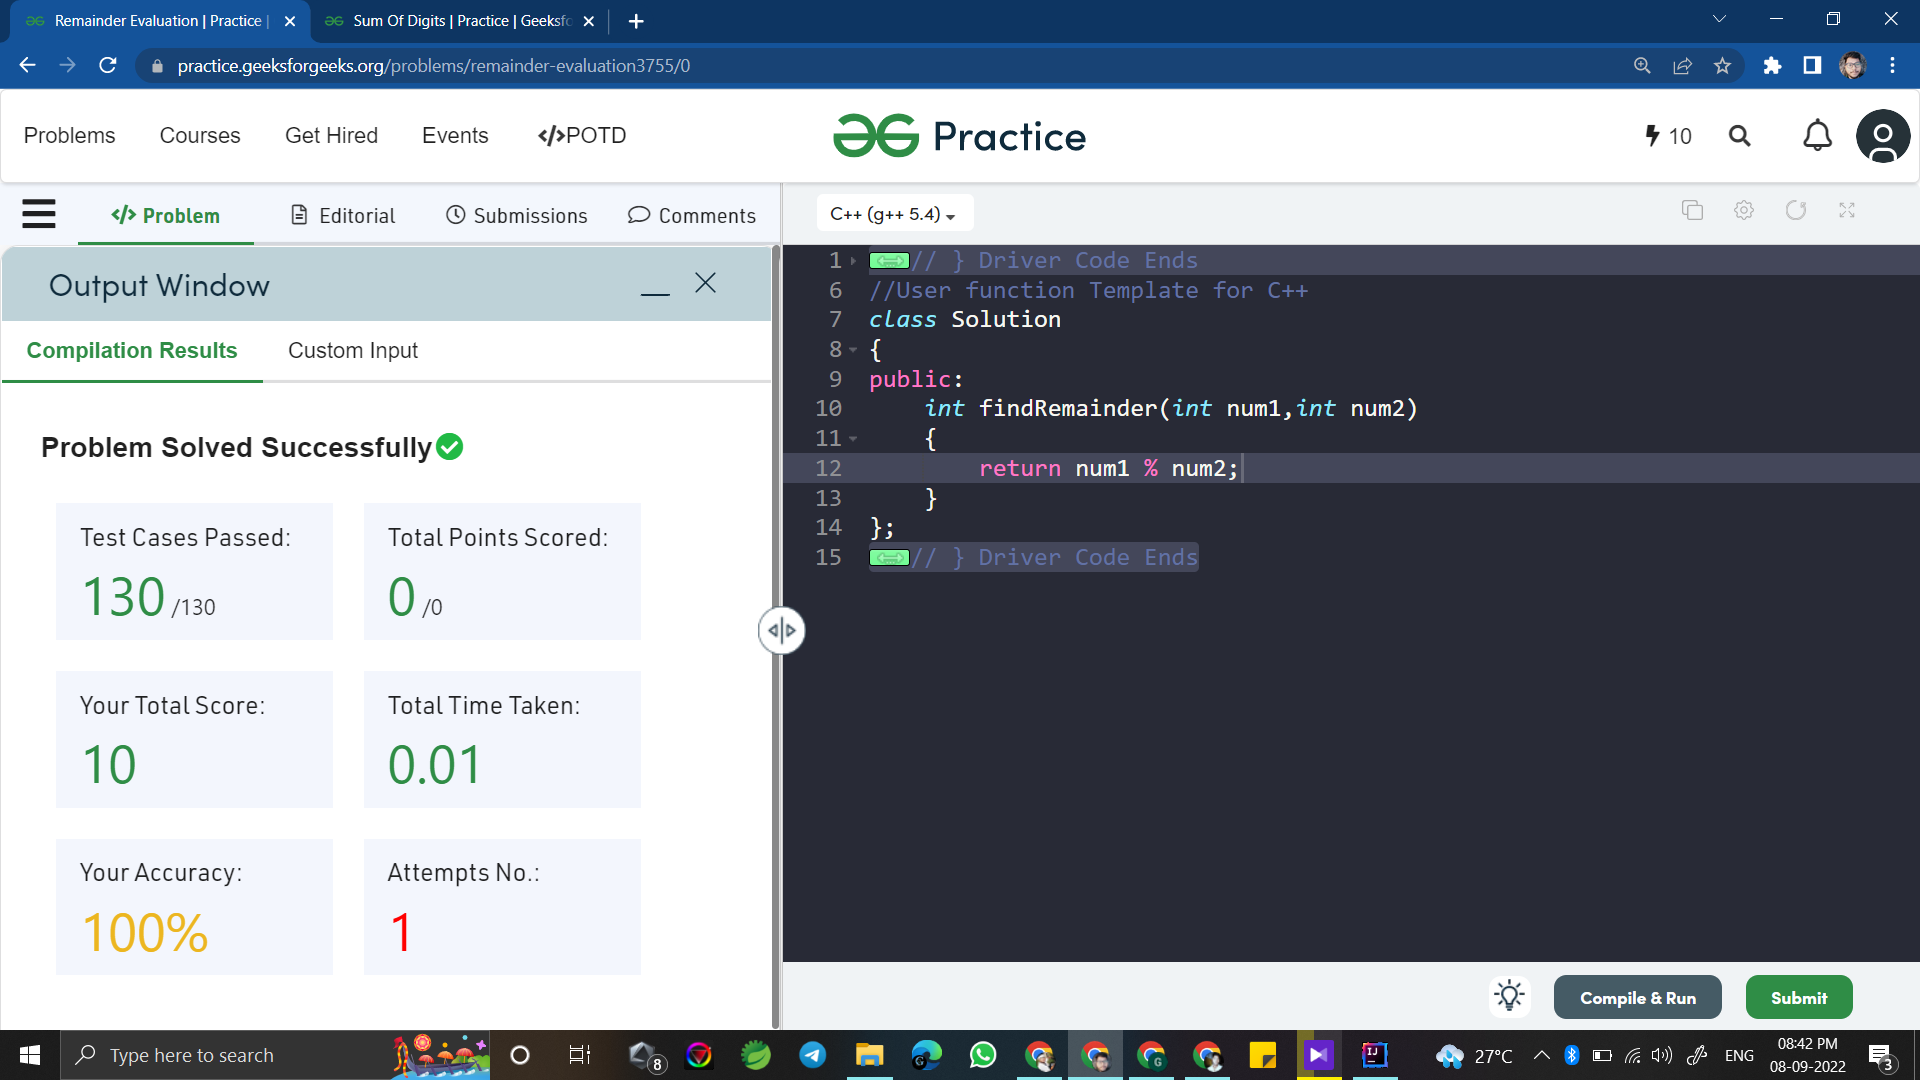 Remainder Evaluation | Practice |
Sum Of Digits | Practice | Geeksfo
practice.geeksforgeeks.org/problems/remainder-evaluation3755/0
Problems Courses Get Hired Events </>POTD
Practice
10
</> Problem Editorial Submissions Comments
C++ (g++ 5.4)
Output Window
Compilation Results Custom Input
Problem Solved Successfully
Test Cases Passed:
130 /130
Total Points Scored:
0 /0
Your Total Score:
10
Total Time Taken:
0.01
Your Accuracy:
100%
Attempts No.:
1
1 // } Driver Code Ends
6 //User function Template for C++
7 class Solution
8 {
9 public:
10 int findRemainder(int num1,int num2)
11 {
12 return num1 % num2;
13 }
14 };
15 // } Driver Code Ends
Compile & Run Submit
Type here to search
8
27°C
ENG
08:42 PM
08-09-2022
3